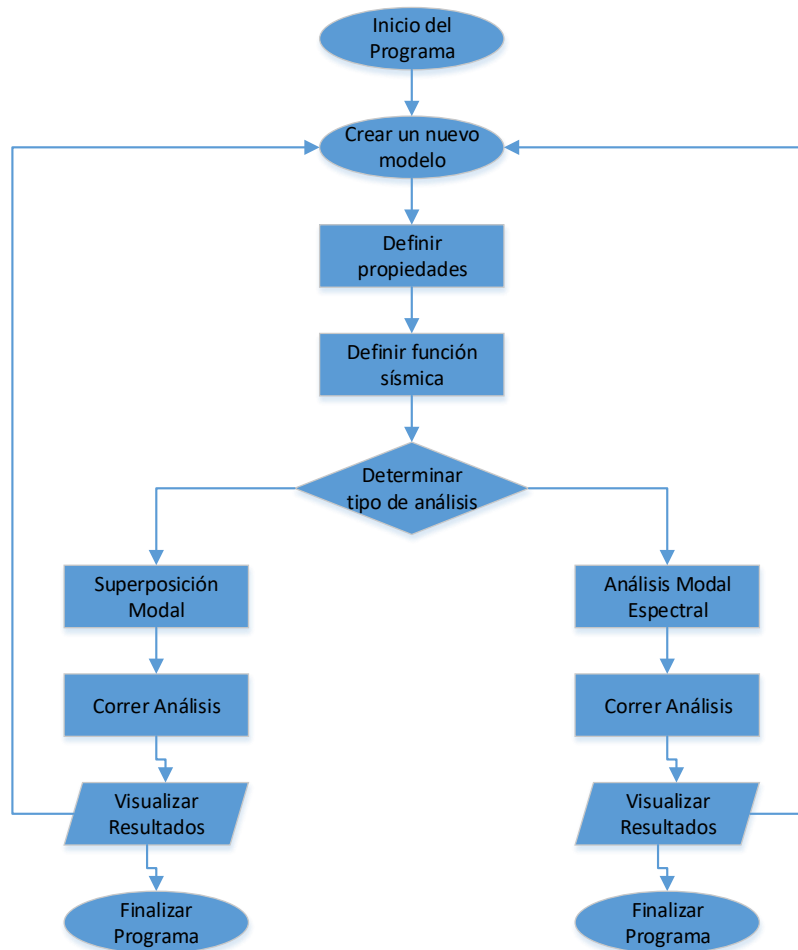 Inicio del
Programa
Crear un nuevo
modelo
Definir
propiedades
Definir función
sísmica
Determinar
tipo de análisis
Superposición
Modal
Análisis Modal
Espectral
Correr Análisis
Correr Análisis
Visualizar
Resultados
Visualizar
Resultados
Finalizar
Programa
Finalizar
Programa